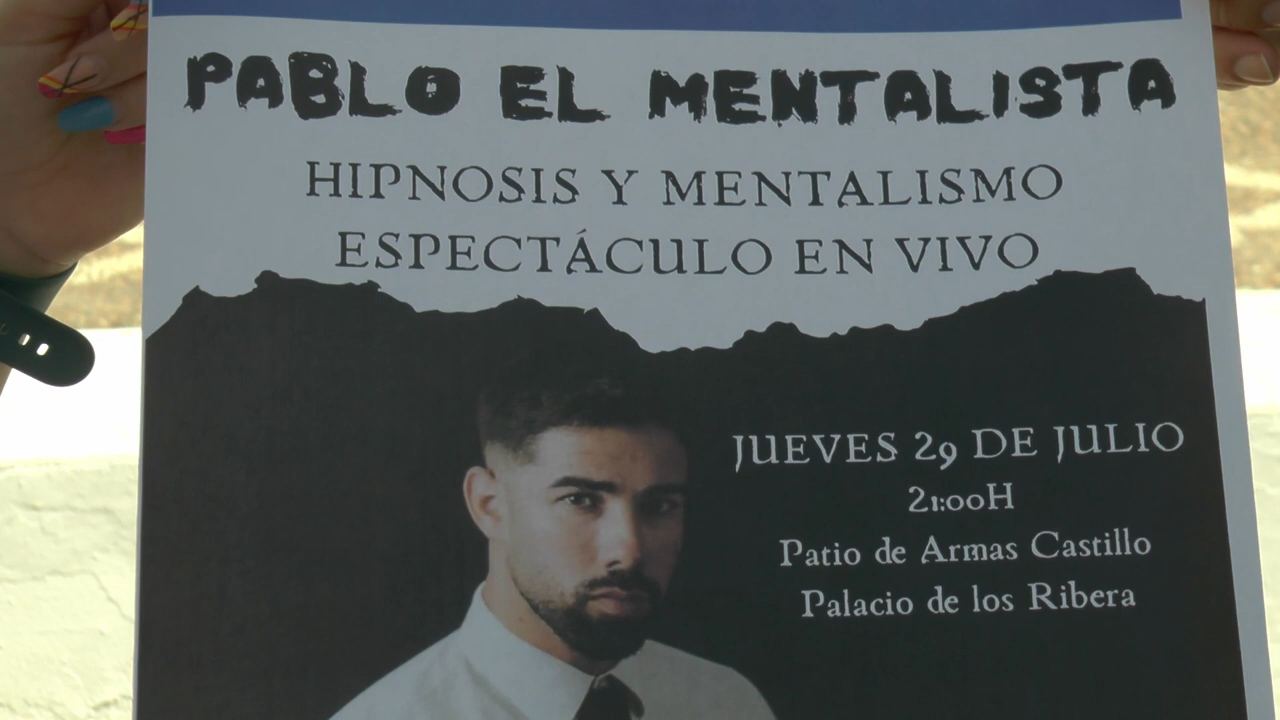 PABLO EL MENTALISTA
HIPNOSIS Y MENTALISMO
ESPECTÁCULO EN VIVO
JUEVES 29 DE JULIO
21:00H
Patio de Armas Castillo
Palacio de los Ribera